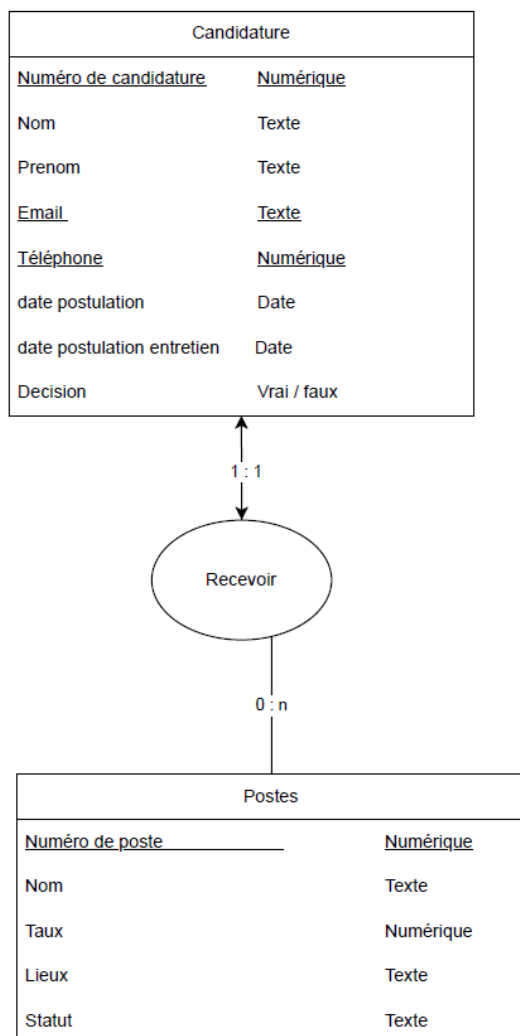 Candidature
Numéro de candidature Numérique
Nom Texte
Prenom Texte
Email Texte
Téléphone Numérique
date postulation Date
date postulation entretien Date
Decision Vrai / faux
1 : 1
Recevoir
0 : n
Postes
Numéro de poste Numérique
Nom Texte
Taux Numérique
Lieux Texte
Statut Texte